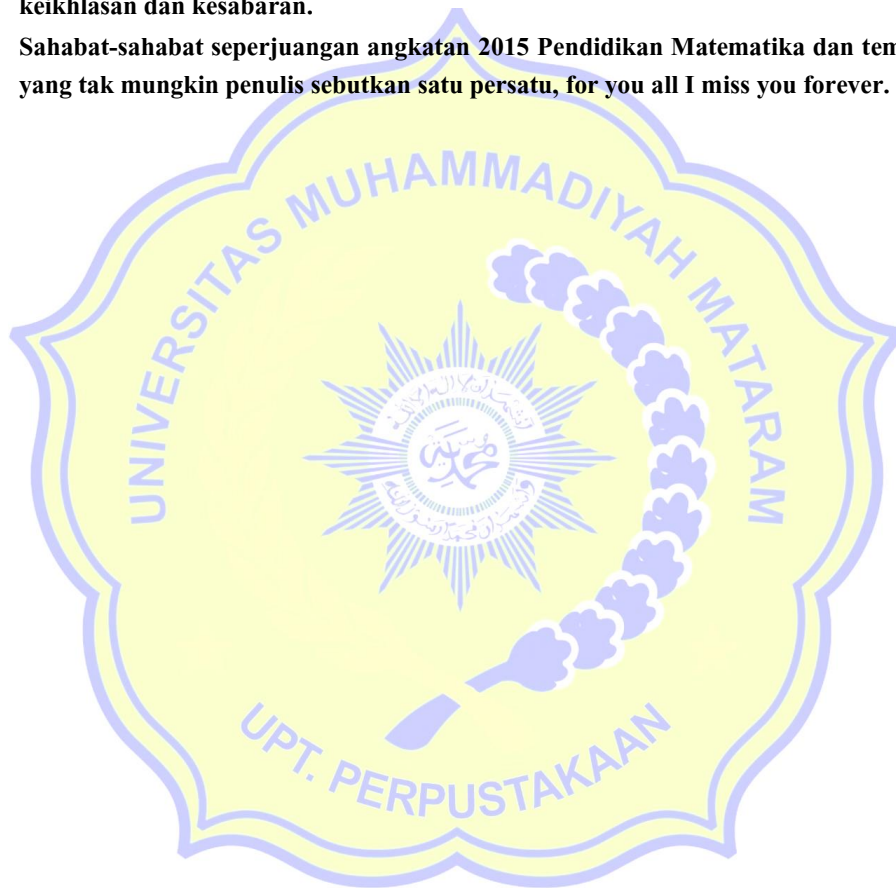 keikhlasan dan kesabaran.
Sahabat-sahabat seperjuangan angkatan 2015 Pendidikan Matematika dan tem
yang tak mungkin penulis sebutkan satu persatu, for you all I miss you forever.
UNIVERSITAS MUHAMMADIYAH MATARAM
UPT. PERPUSTAKAAN